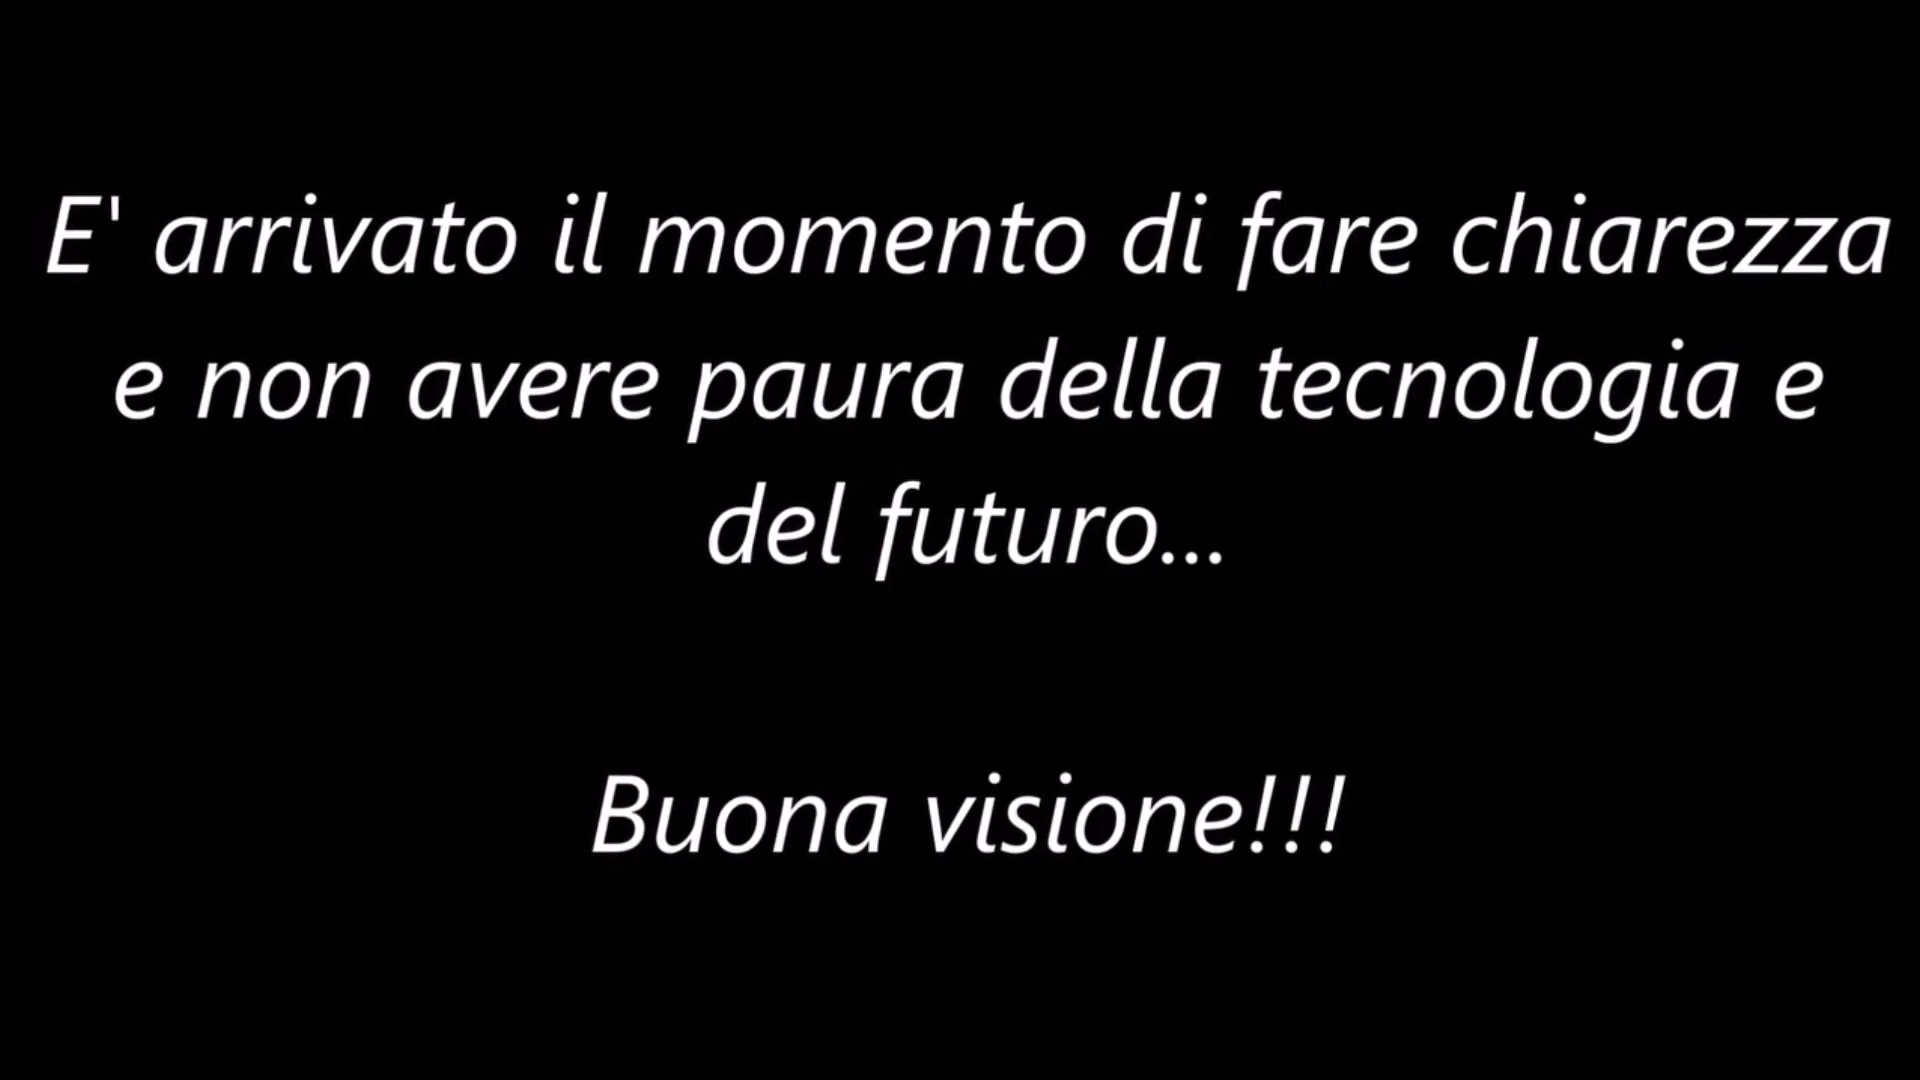 E' arrivato il momento di fare chiarezza
e non avere paura della tecnologia e
del futuro...
Buona visione!!!